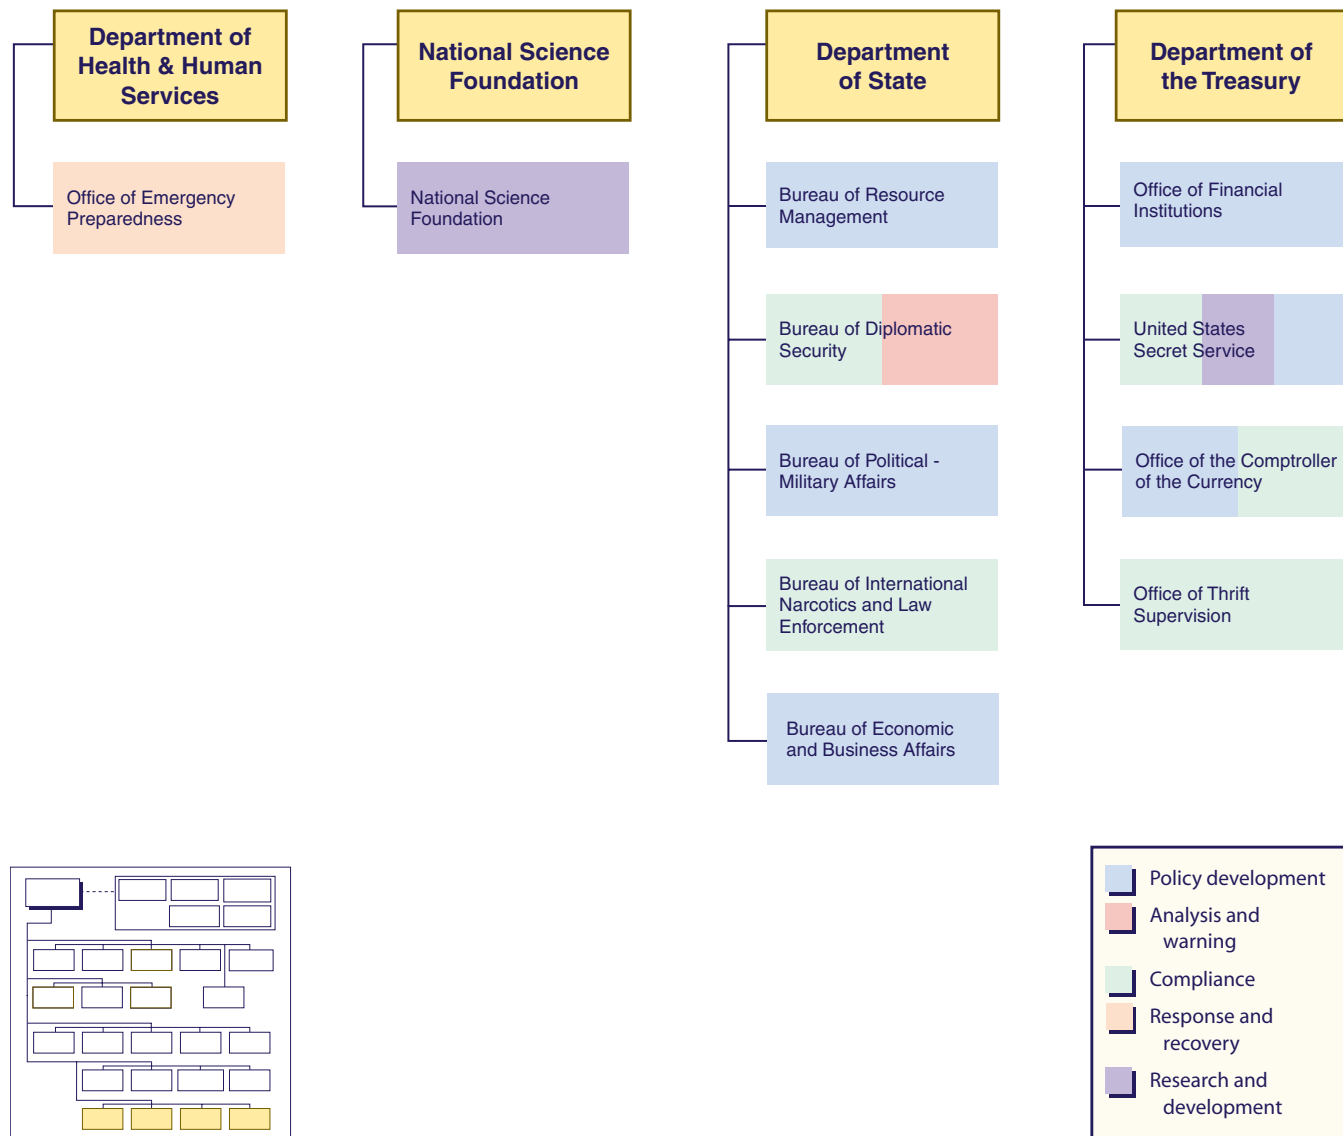 Department of
Health & Human
Services
Office of Emergency
Preparedness
National Science
Foundation
National Science
Foundation
Department
of State
Bureau of Resource
Management
Bureau of Diplomatic
Security
Bureau of Political -
Military Affairs
Bureau of International
Narcotics and Law
Enforcement
Bureau of Economic
and Business Affairs
Department of
the Treasury
Office of Financial
Institutions
United States
Secret Service
Office of the Comptroller
of the Currency
Office of Thrift
Supervision
Policy development
Analysis and
warning
Compliance
Response and
recovery
Research and
development